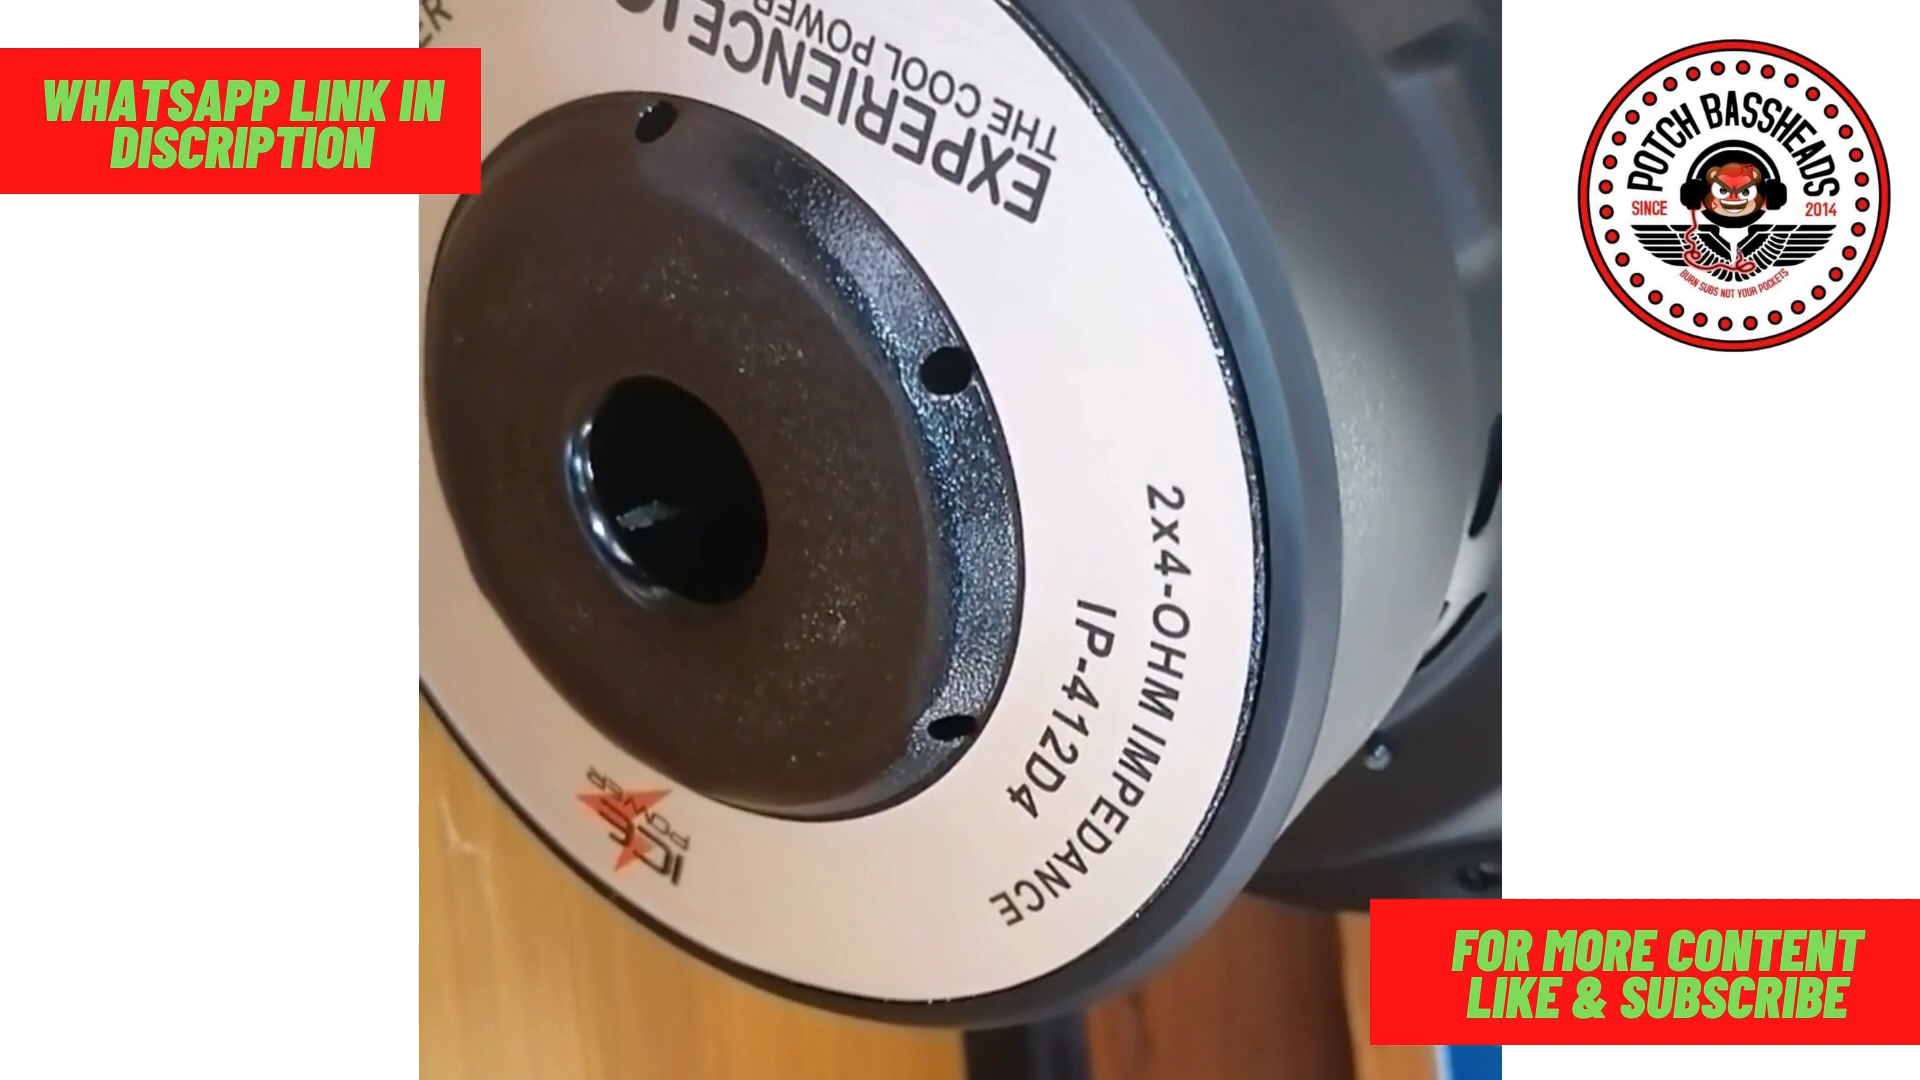 WHATSAPP LINK IN
DISCRIPTION
ER
EXPERIENCE
THE COOL POWER
2x4-OHM IMPEDANCE
IP-412D4
ICE
POWER
POTCH BASSHEADS
SINCE
2014
BURN SUBS NOT YOUR POCKETS
FOR MORE CONTENT
LIKE & SUBSCRIBE